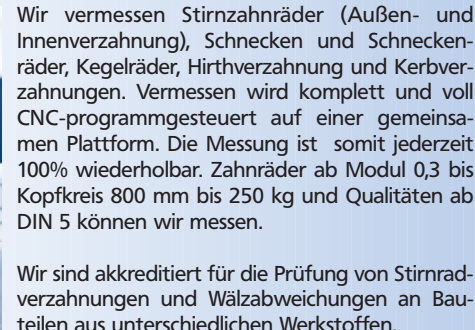 Wir vermessen Stirnzahnräder (Außen- und
Innenverzahnung), Schnecken und Schnecken-
räder, Kegelräder, Hirthverzahnung und Kerbver-
zahnungen. Vermessen wird komplett und voll
CNC-programmgesteuert auf einer gemeinsa-
men Plattform. Die Messung ist somit jederzeit
100% wiederholbar. Zahnräder ab Modul 0,3 bis
Kopfkreis 800 mm bis 250 kg und Qualitäten ab
DIN 5 können wir messen.

Wir sind akkreditiert für die Prüfung von Stirnrad-
verzahnungen und Wälzabweichungen an Bau-
teilen aus unterschiedlichen Werkstoffen.